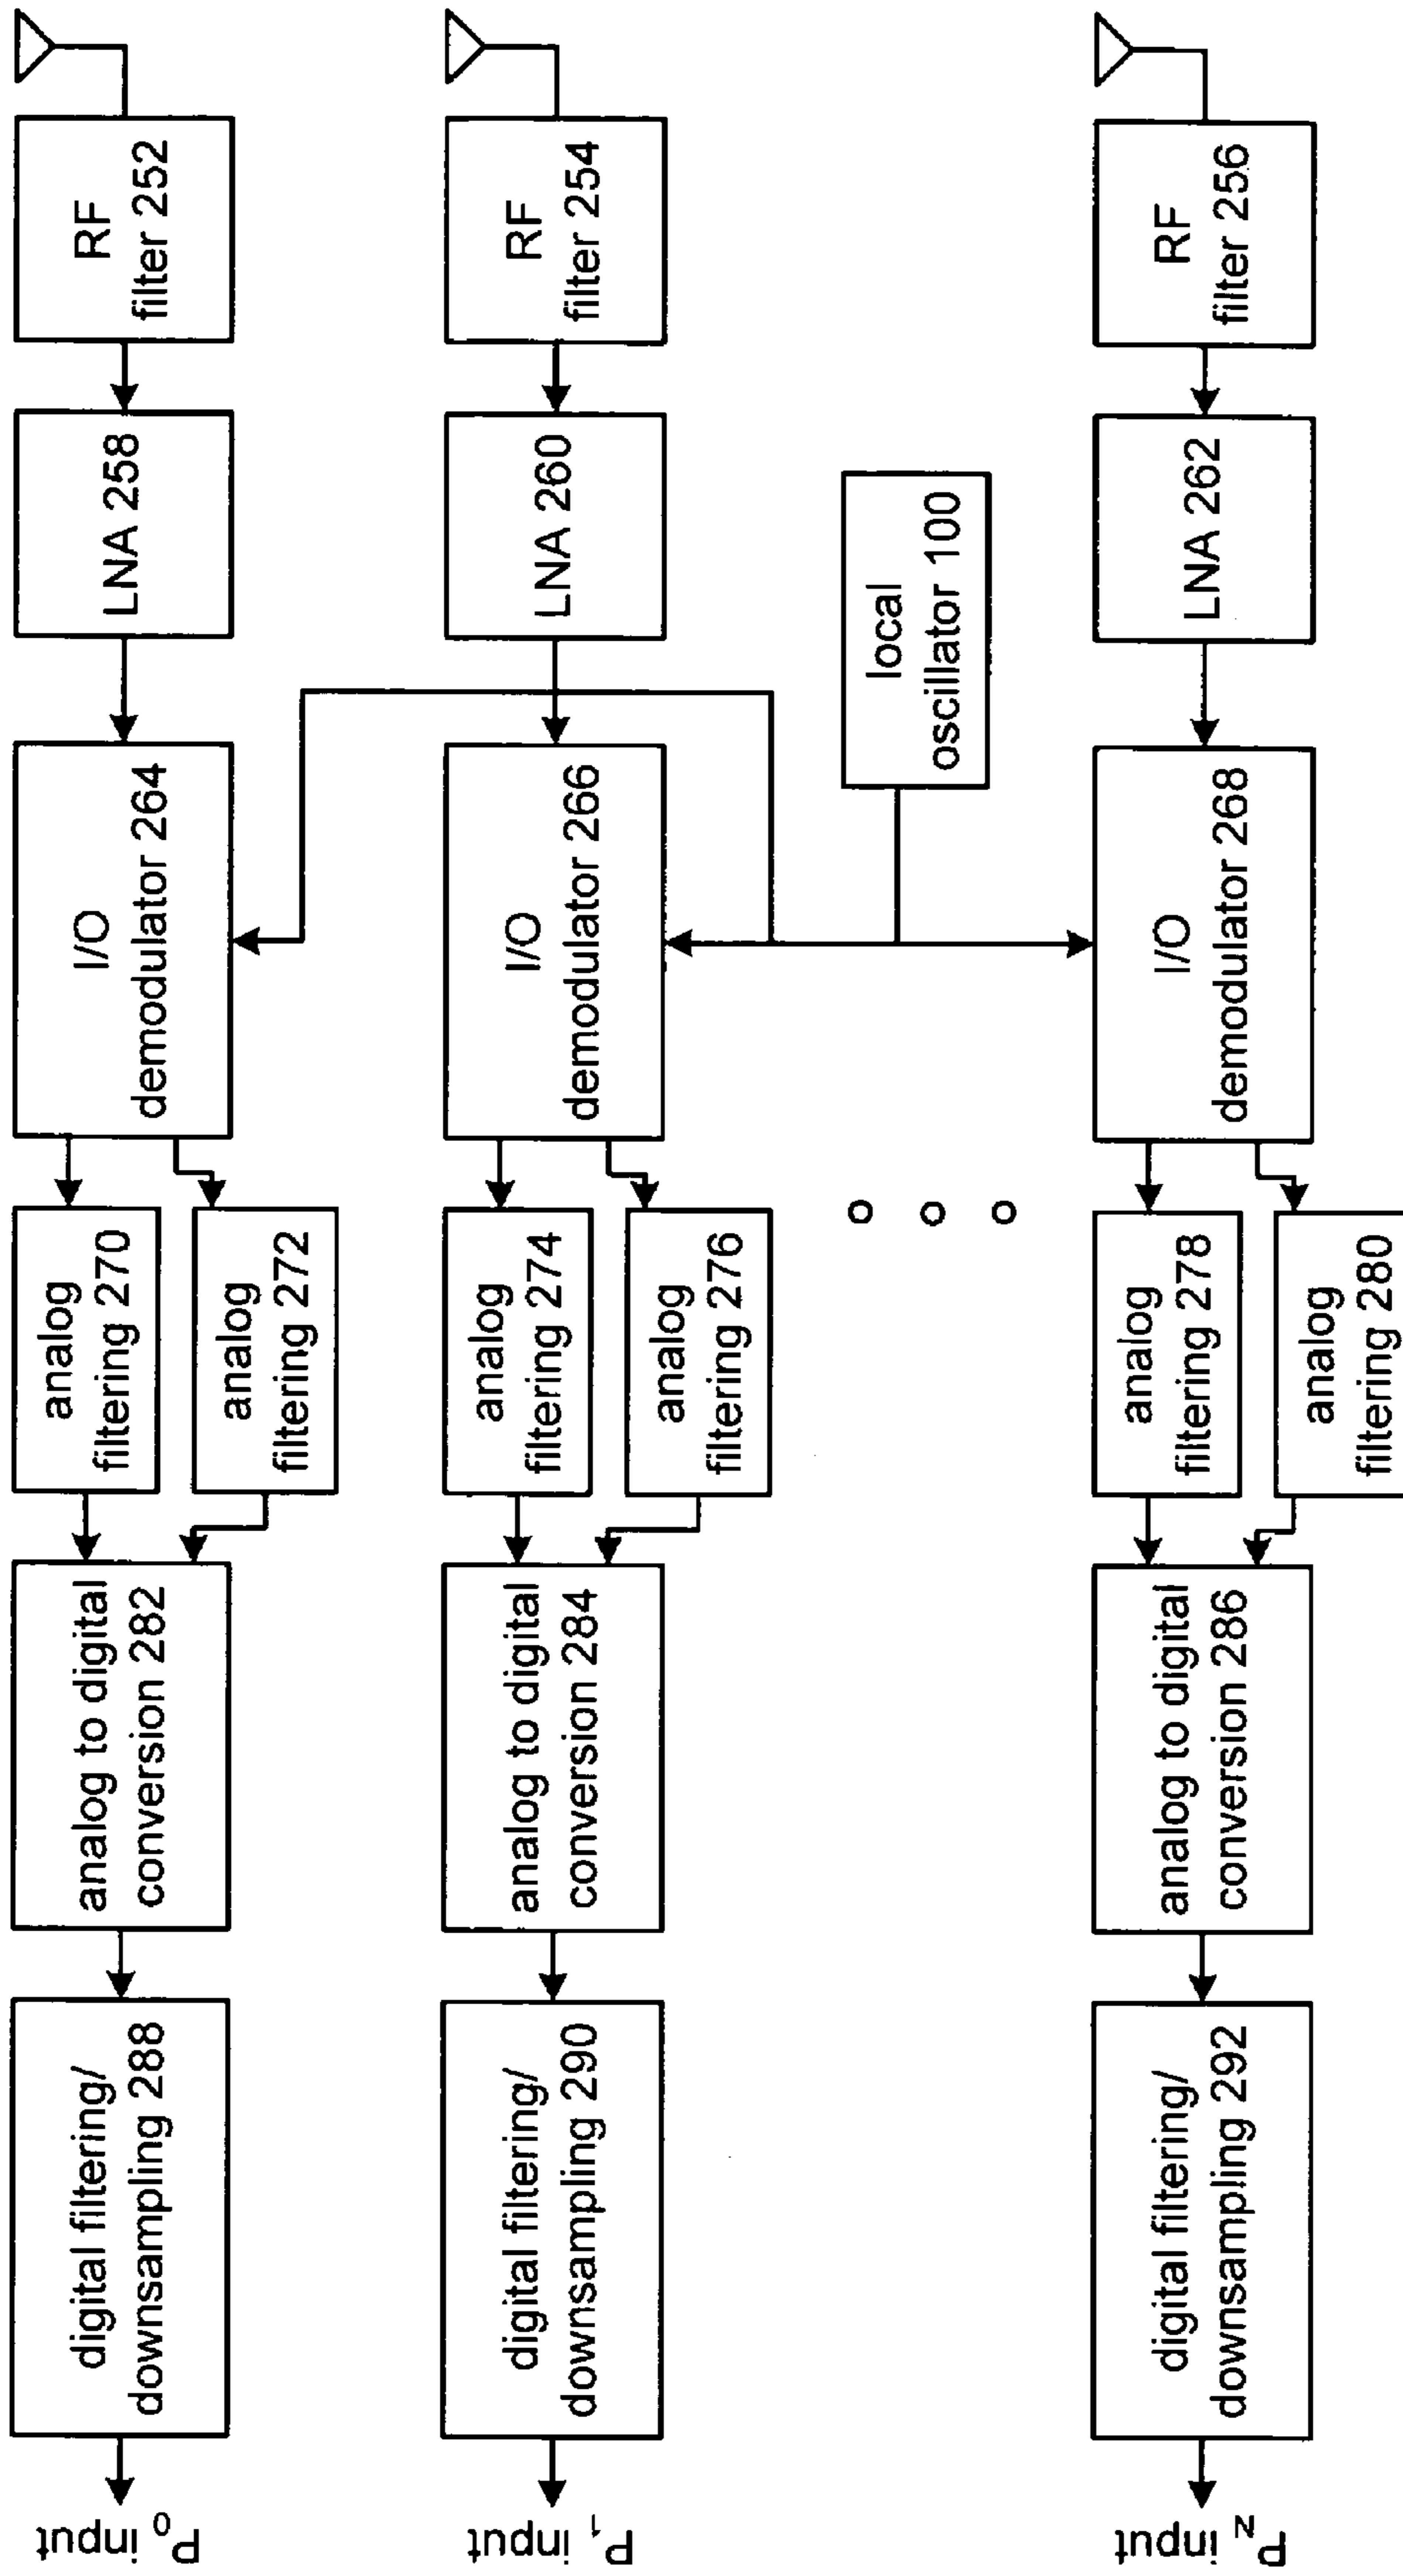 P₀ input
digital filtering/
downsampling 288
analog to digital
conversion 282
analog
filtering 270
analog
filtering 272
I/O
demodulator 264
LNA 258
RF
filter 252
P₁ input
digital filtering/
downsampling 290
analog to digital
conversion 284
analog
filtering 274
analog
filtering 276
I/O
demodulator 266
LNA 260
RF
filter 254
local
oscillator 100
P_N input
digital filtering/
downsampling 292
analog to digital
conversion 286
analog
filtering 278
analog
filtering 280
I/O
demodulator 268
LNA 262
RF
filter 256